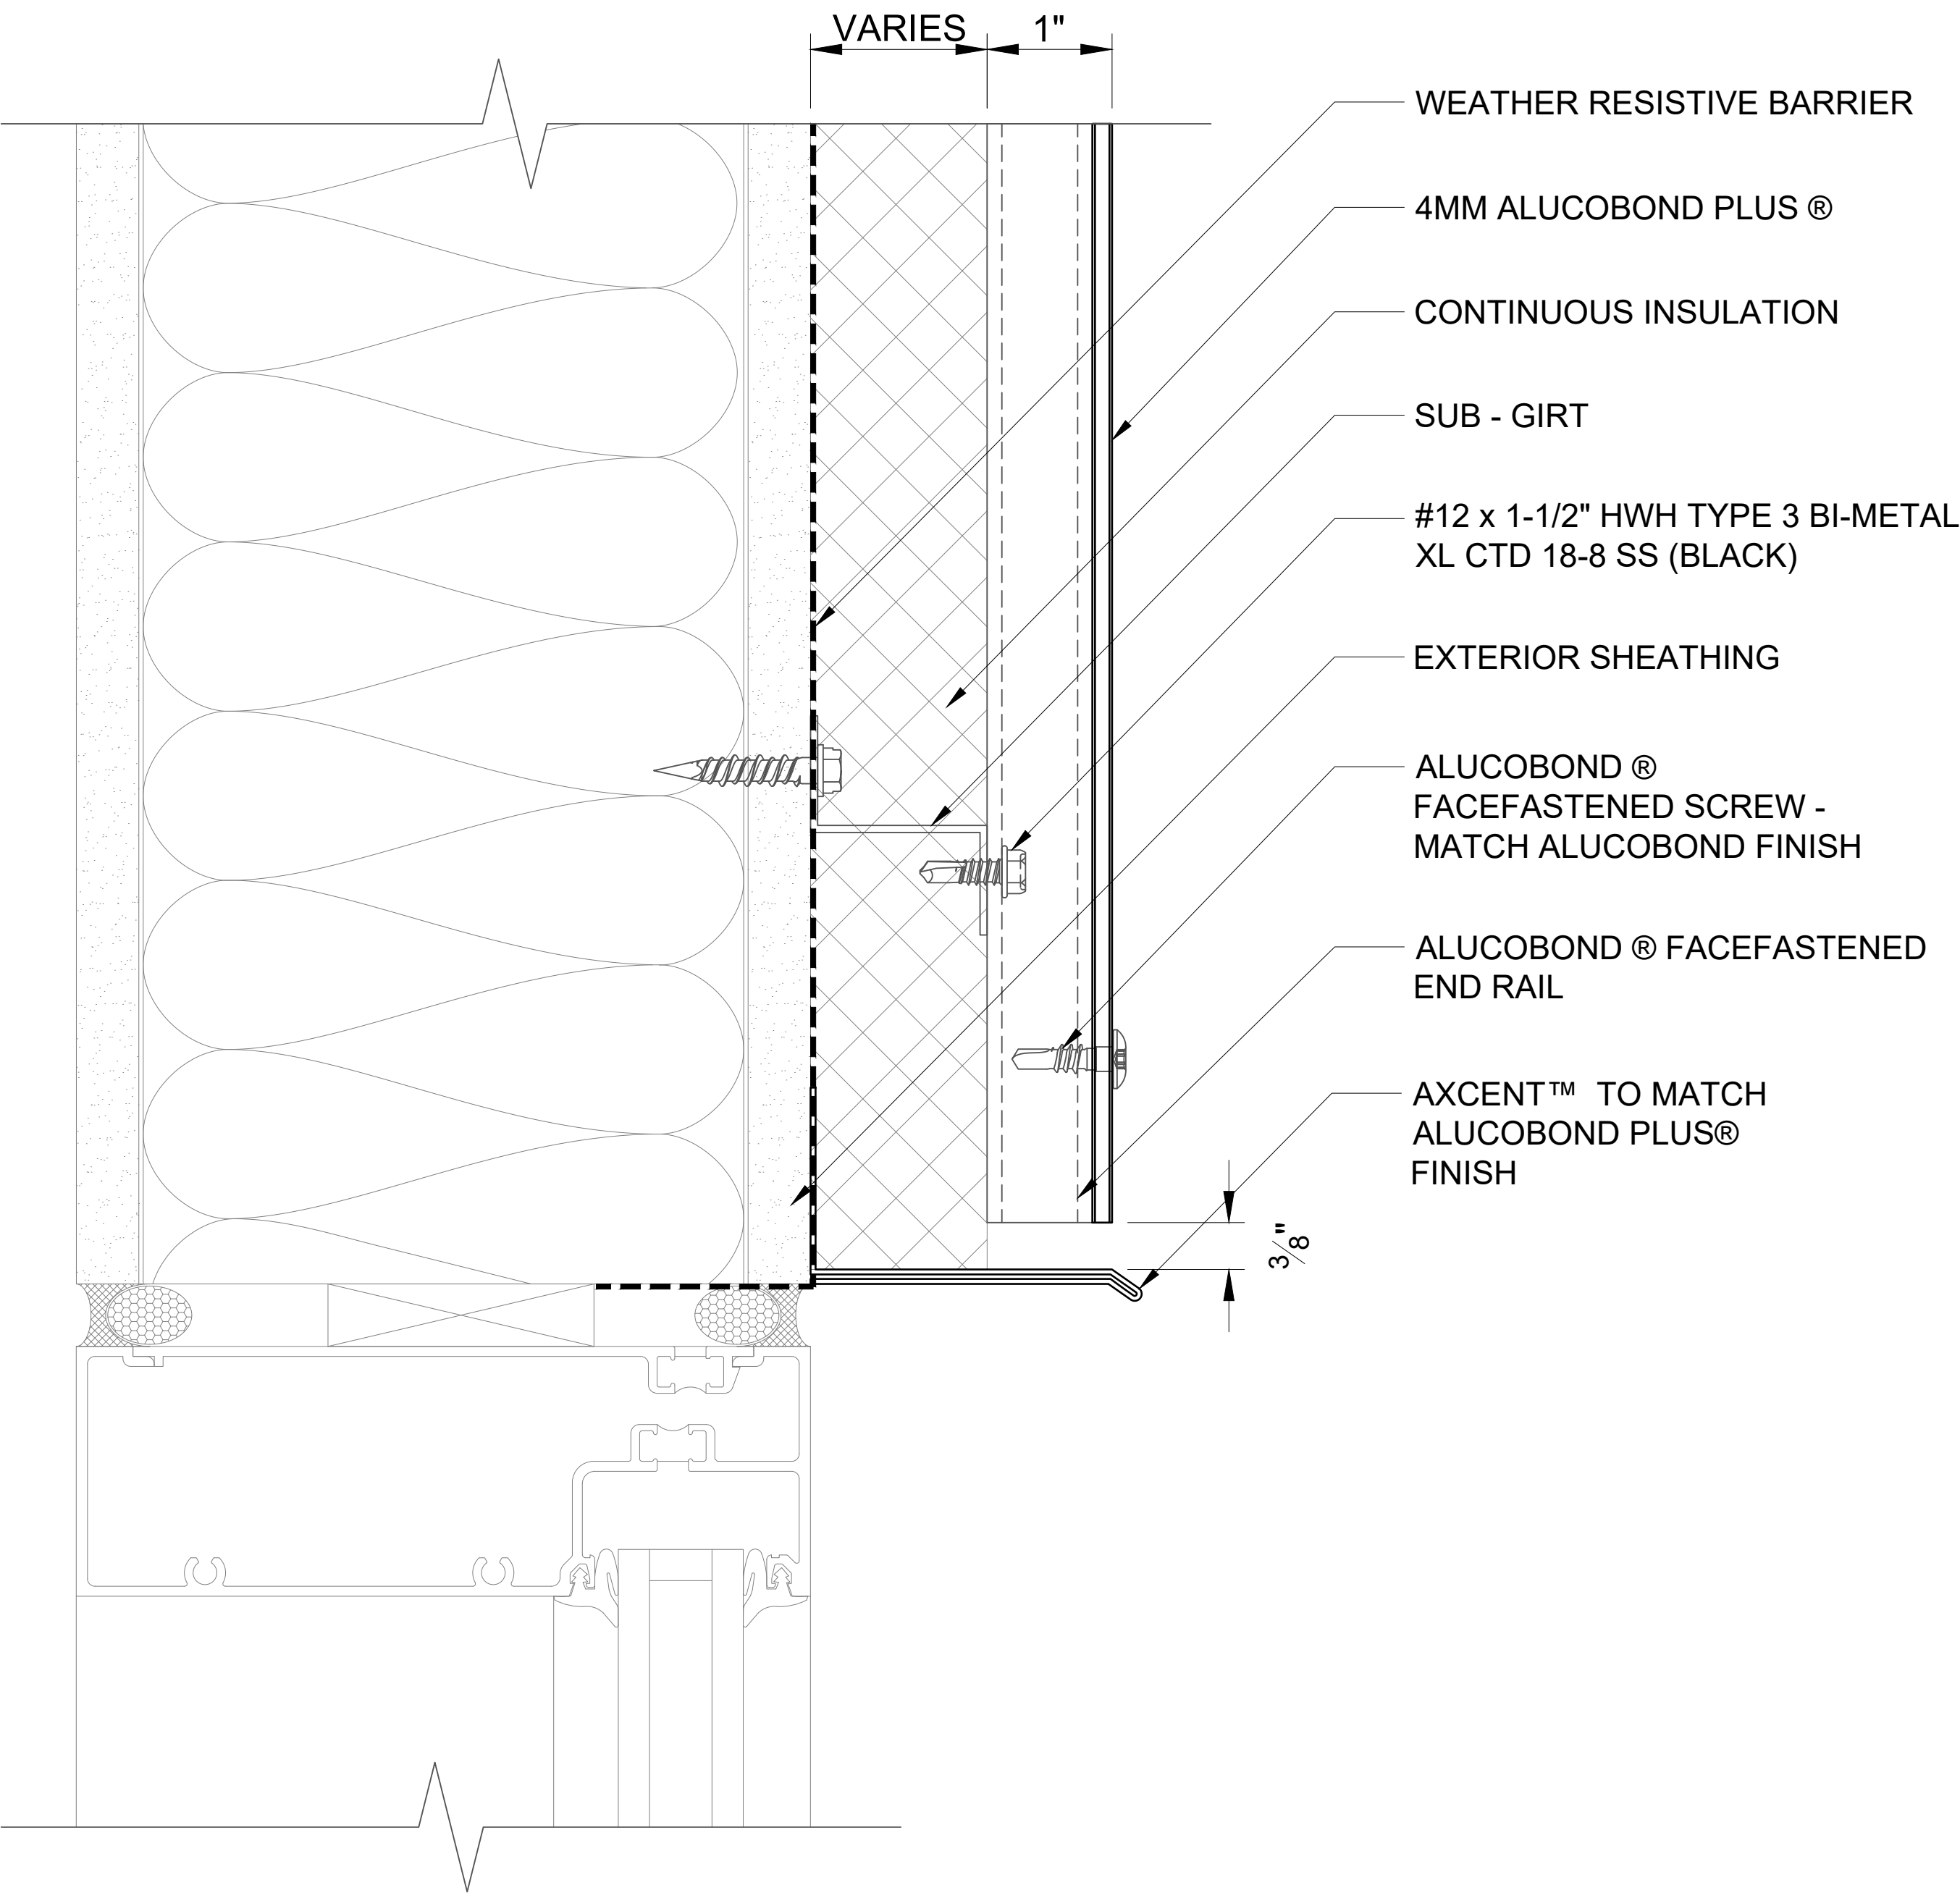 VARIES 1"
WEATHER RESISTIVE BARRIER
4MM ALUCOBOND PLUS ®
CONTINUOUS INSULATION
SUB - GIRT
#12 x 1-1/2" HWH TYPE 3 BI-METAL
XL CTD 18-8 SS (BLACK)
EXTERIOR SHEATHING
ALUCOBOND ®
FACEFASTENED SCREW -
MATCH ALUCOBOND FINISH
ALUCOBOND ® FACEFASTENED
END RAIL
AXCENT™ TO MATCH
ALUCOBOND PLUS®
FINISH
3/8"